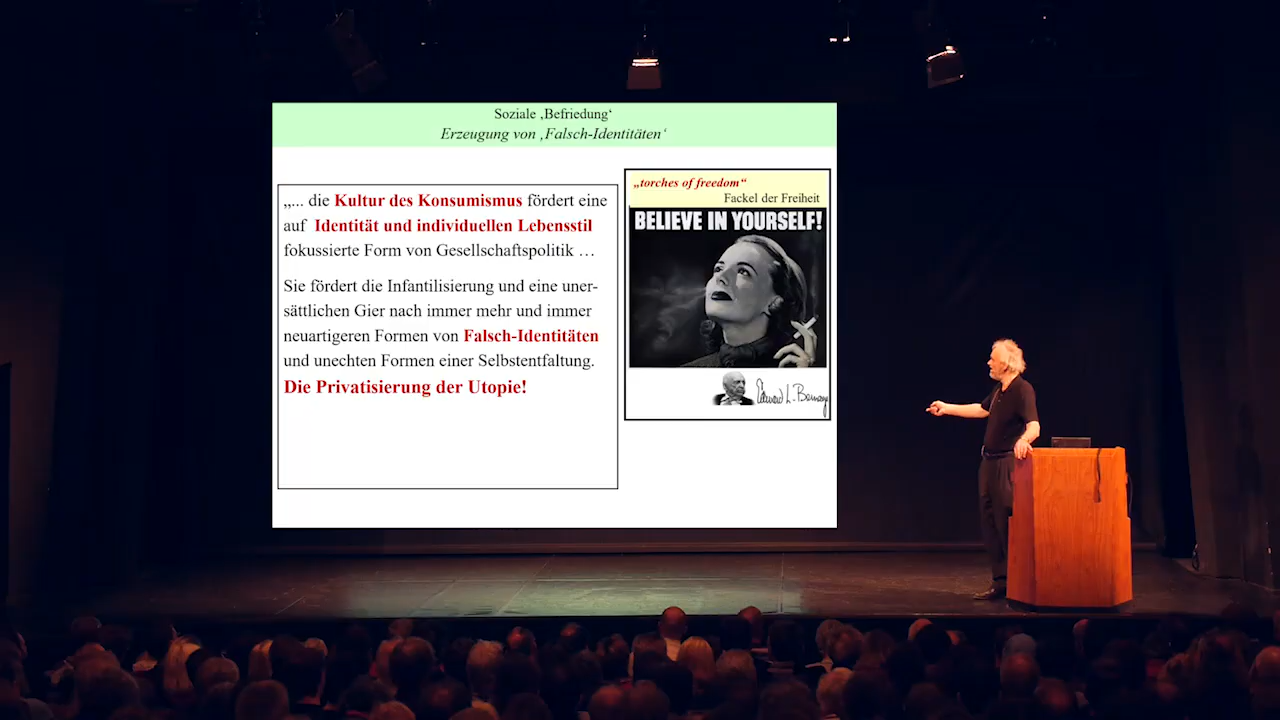 Soziale ‚Befriedung‘
Erzeugung von ‚Falsch-Identitäten‘
„... die Kultur des Konsumismus fördert eine
auf Identität und individuellen Lebensstil
fokussierte Form von Gesellschaftspolitik …
Sie fördert die Infantilisierung und eine uner-
sättlichen Gier nach immer mehr und immer
neuartigeren Formen von Falsch-Identitäten
und unechten Formen einer Selbstentfaltung.
Die Privatisierung der Utopie!
„torches of freedom“
Fackel der Freiheit
BELIEVE IN YOURSELF!
Edward L. Bernays